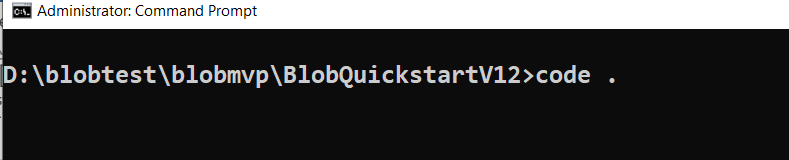 Administrator: Command Prompt
D:\blobtest\blobmvp\BlobQuickstartV12>code .